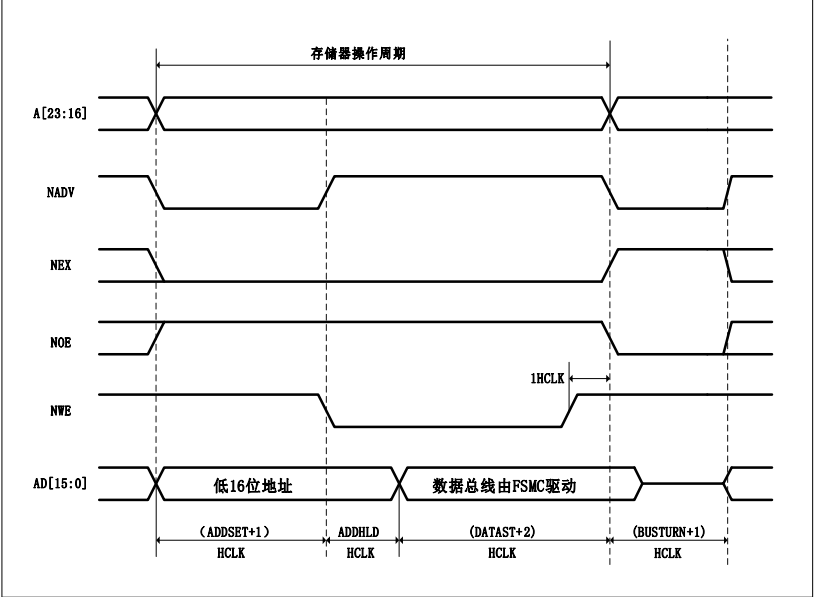 存储器操作周期
A[23:16]
NADV
NEX
NOE
1HCLK
NWE
AD[15:0]
低16位地址
数据总线由FSMC驱动
(ADDSET+1)
ADDHLD
(DATAST+2)
(BUSTURN+1)
HCLK
HCLK
HCLK
HCLK